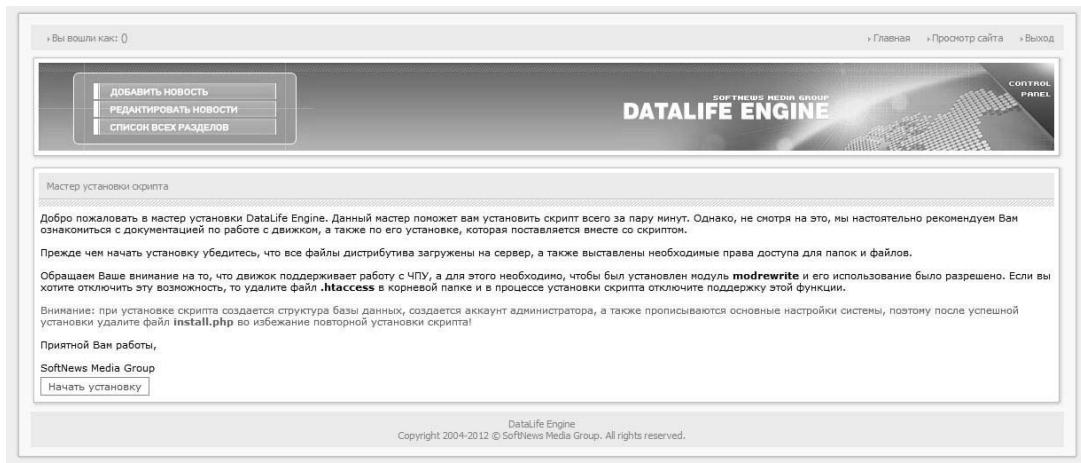 Вы вошли как: ()
Главная Просмотр сайта Выход
ДОБАВИТЬ НОВОСТЬ
РЕДАКТИРОВАТЬ НОВОСТИ
СПИСОК ВСЕХ РАЗДЕЛОВ
SOFTNEWS MEDIA GROUP
DATALIFE ENGINE
CONTROL
PANEL
Мастер установки скрипта
Добро пожаловать в мастер установки DataLife Engine. Данный мастер поможет вам установить скрипт всего за пару минут. Однако, не смотря на это, мы настоятельно рекомендуем Вам
ознакомиться с документацией по работе с движком, а также по его установке, которая поставляется вместе со скриптом.
Прежде чем начать установку убедитесь, что все файлы дистрибутива загружены на сервер, а также выставлены необходимые права доступа для папок и файлов.
Обращаем Ваше внимание на то, что движок поддерживает работу с ЧПУ, а для этого необходимо, чтобы был установлен модуль modrewrite и его использование было разрешено. Если вы
хотите отключить эту возможность, то удалите файл .htaccess в корневой папке и в процессе установки скрипта отключите поддержку этой функции.
Внимание: при установке скрипта создается структура базы данных, создается аккаунт администратора, а также прописываются основные настройки системы, поэтому после успешной
установки удалите файл install.php во избежание повторной установки скрипта!
Приятной Вам работы,
SoftNews Media Group
Начать установку
DataLife Engine
Copyright 2004-2012 © SoftNews Media Group. All rights reserved.